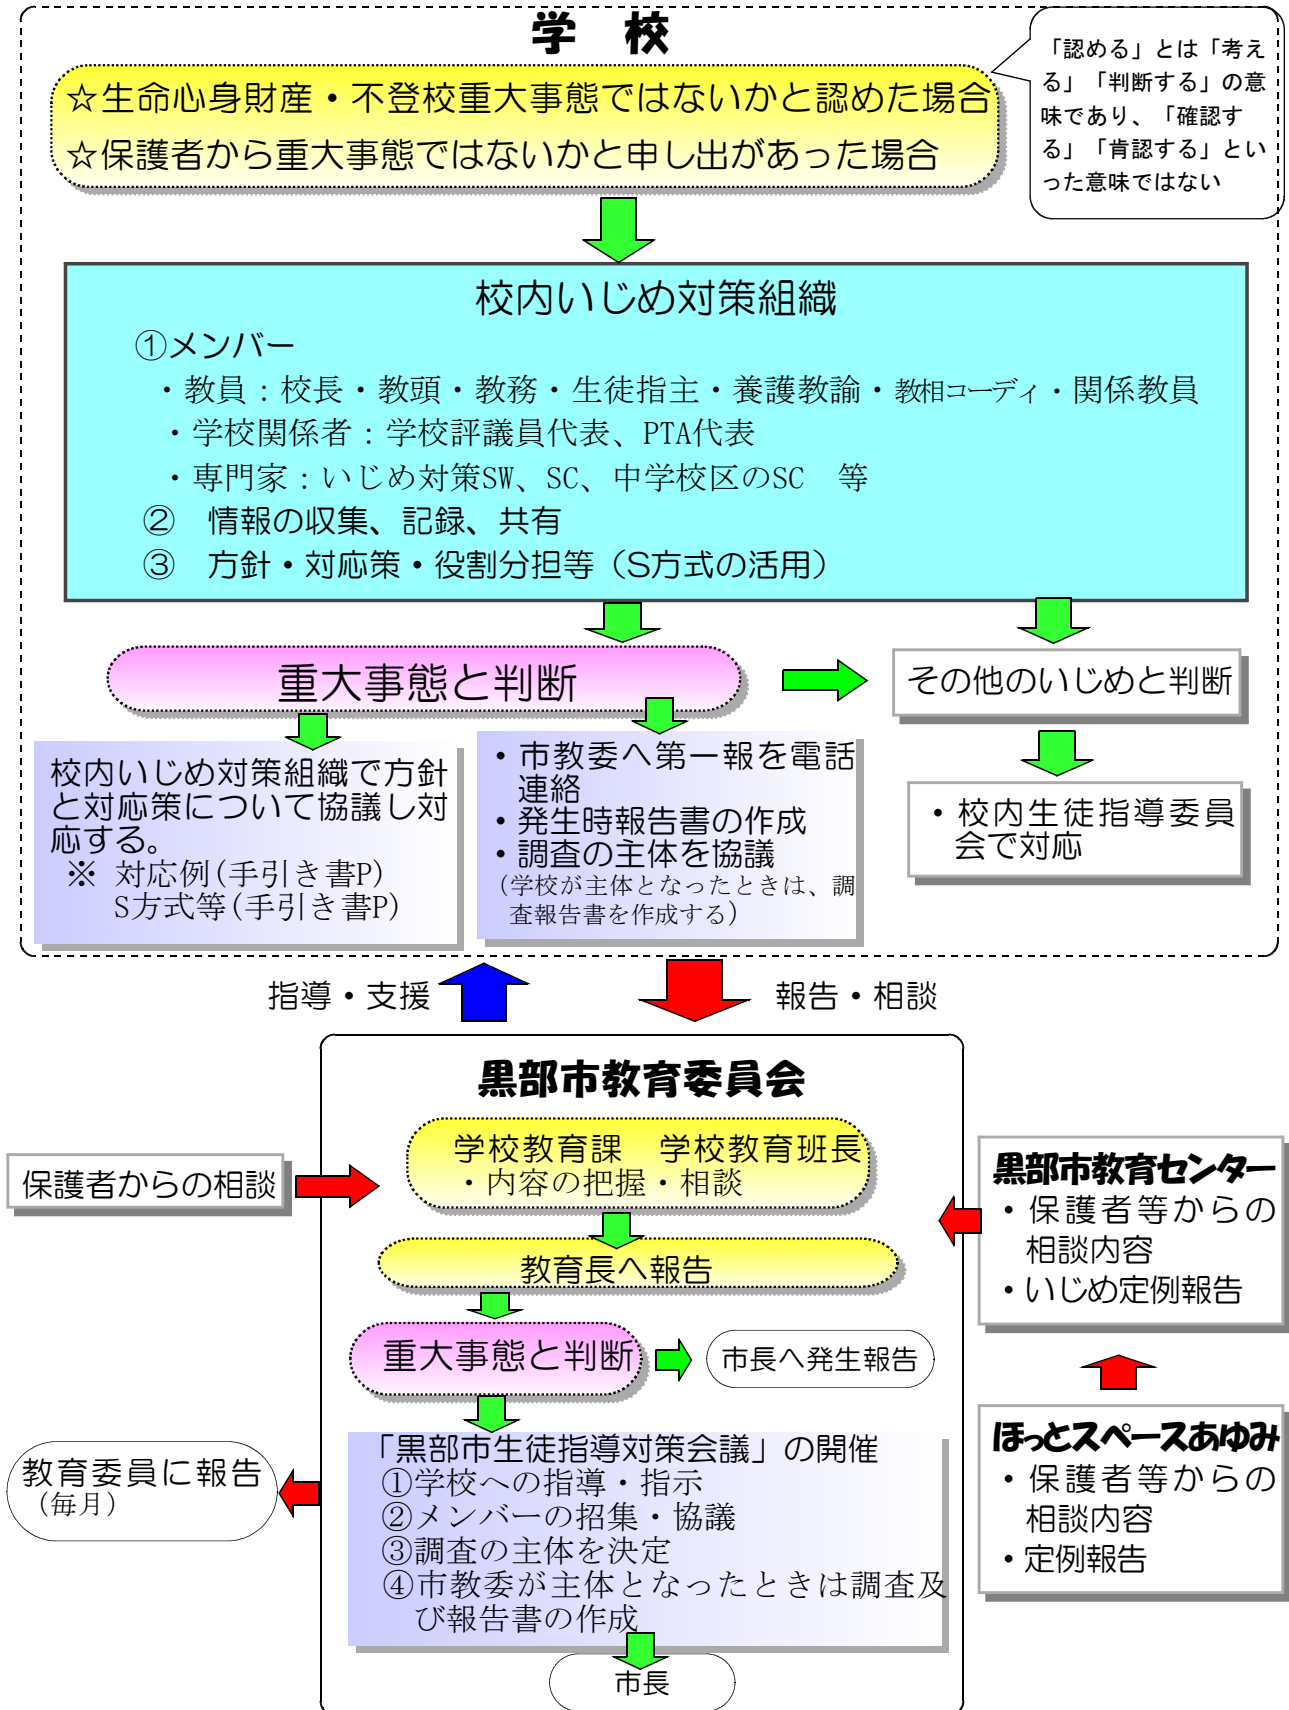 学　校
「認める」とは「考え
る」「判断する」の意
味であり、「確認す
る」「肯認する」とい
った意味ではない
☆生命心身財産・不登校重大事態ではないかと認めた場合
☆保護者から重大事態ではないかと申し出があった場合
校内いじめ対策組織
①メンバー
・教員：校長・教頭・教務・生徒指主・養護教諭・教相コーディ・関係教員
・学校関係者：学校評議員代表、PTA代表
・専門家：いじめ対策SW、SC、中学校区のSC　等
②　情報の収集、記録、共有
③　方針・対応策・役割分担等（S方式の活用）
重大事態と判断
その他のいじめと判断
校内いじめ対策組織で方針
と対応策について協議し対
応する。
※ 対応例(手引き書P)
S方式等(手引き書P)
・市教委へ第一報を電話
連絡
・発生時報告書の作成
・調査の主体を協議
（学校が主体となったときは、調
査報告書を作成する）
・校内生徒指導委員
会で対応
指導・支援
報告・相談
黒部市教育委員会
学校教育課　学校教育班長
・内容の把握・相談
保護者からの相談
教育長へ報告
重大事態と判断
市長へ発生報告
「黒部市生徒指導対策会議」の開催
①学校への指導・指示
②メンバーの招集・協議
③調査の主体を決定
④市教委が主体となったときは調査及
び報告書の作成
市長
教育委員に報告
（毎月）
黒部市教育センター
・保護者等からの
相談内容
・いじめ定例報告
ほっとスペースあゆみ
・保護者等からの
相談内容
・定例報告